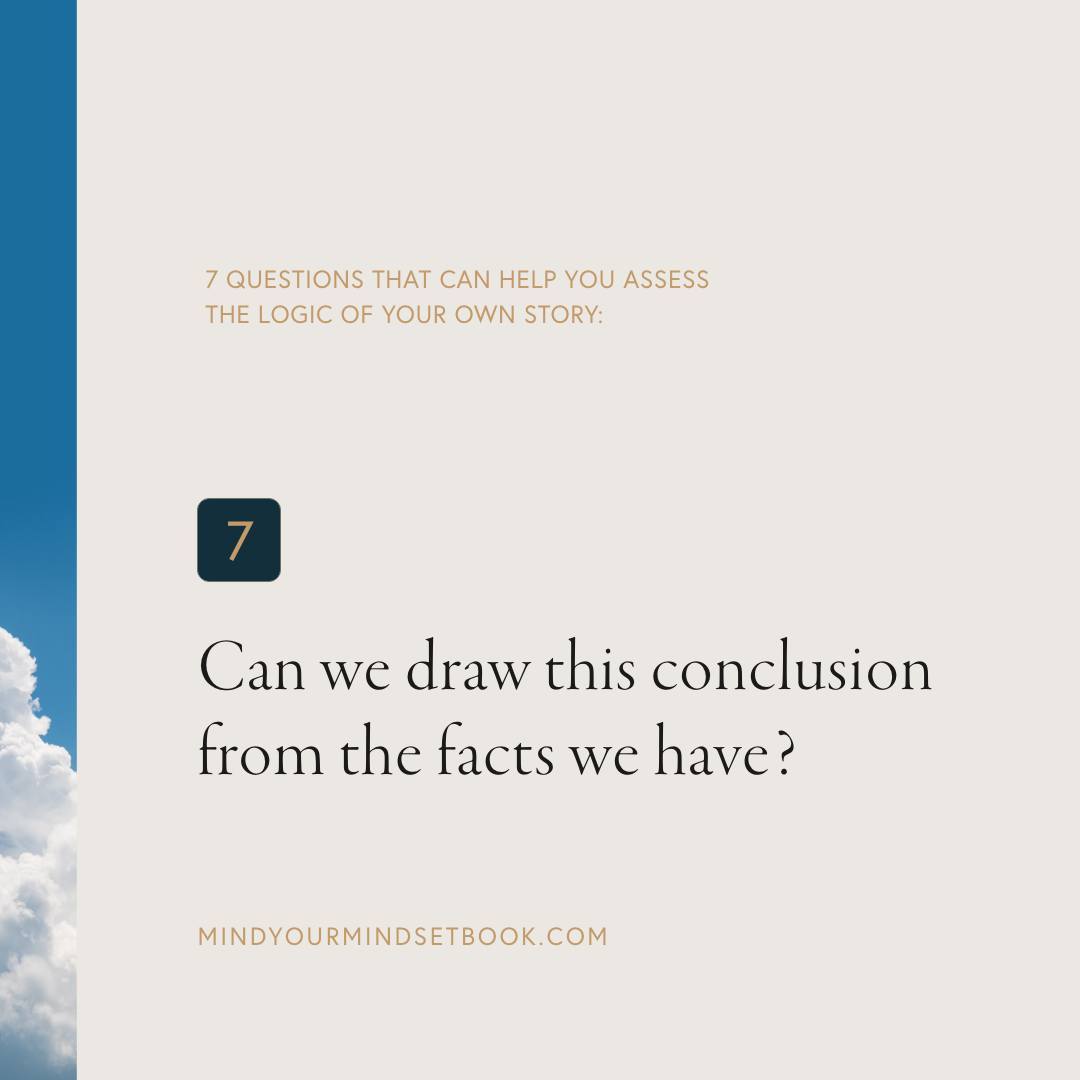 7 QUESTIONS THAT CAN HELP YOU ASSESS
THE LOGIC OF YOUR OWN STORY:
7
Can we draw this conclusion
from the facts we have?
MINDYOURMINDSETBOOK.COM